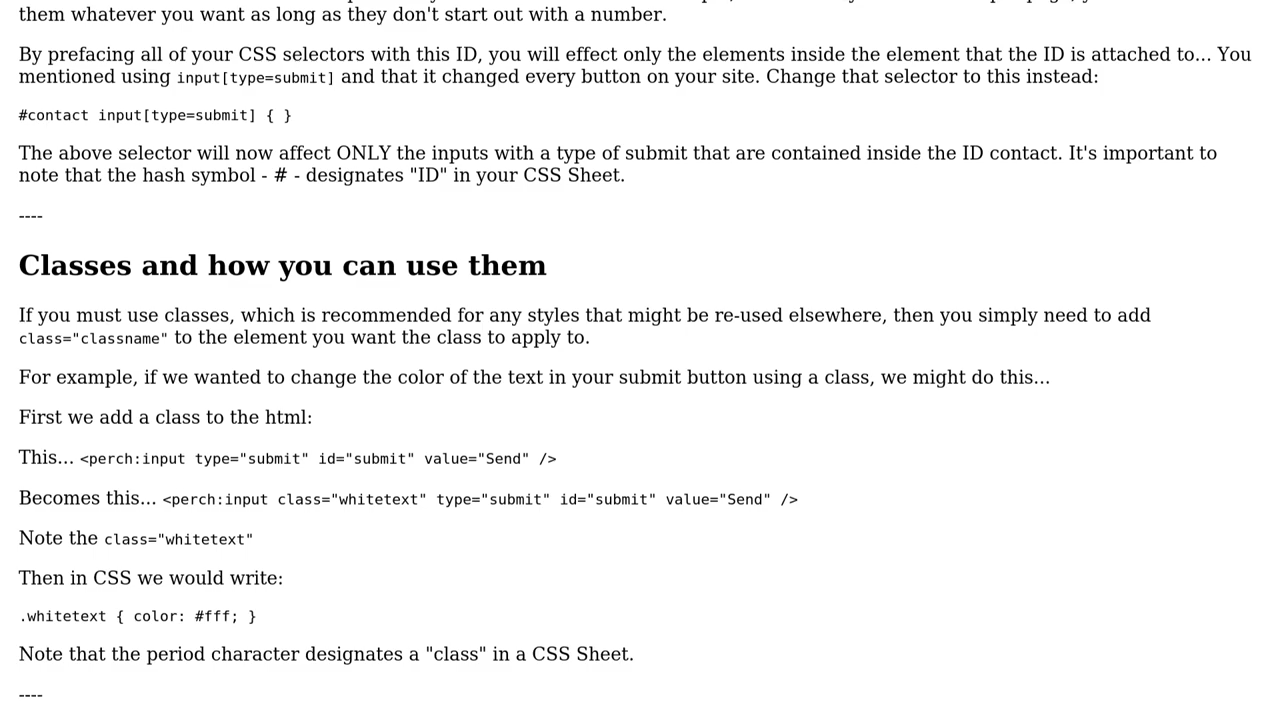 them whatever you want as long as they don't start out with a number.
By prefacing all of your CSS selectors with this ID, you will effect only the elements inside the element that the ID is attached to... You
mentioned using input[type=submit] and that it changed every button on your site. Change that selector to this instead:
#contact input[type=submit] { }
The above selector will now affect ONLY the inputs with a type of submit that are contained inside the ID contact. It's important to
note that the hash symbol - # - designates "ID" in your CSS Sheet.
----
Classes and how you can use them
If you must use classes, which is recommended for any styles that might be re-used elsewhere, then you simply need to add
class="classname" to the element you want the class to apply to.
For example, if we wanted to change the color of the text in your submit button using a class, we might do this...
First we add a class to the html:
This... <perch:input type="submit" id="submit" value="Send" />
Becomes this... <perch:input class="whitetext" type="submit" id="submit" value="Send" />
Note the class="whitetext"
Then in CSS we would write:
.whitetext { color: #fff; }
Note that the period character designates a "class" in a CSS Sheet.
----